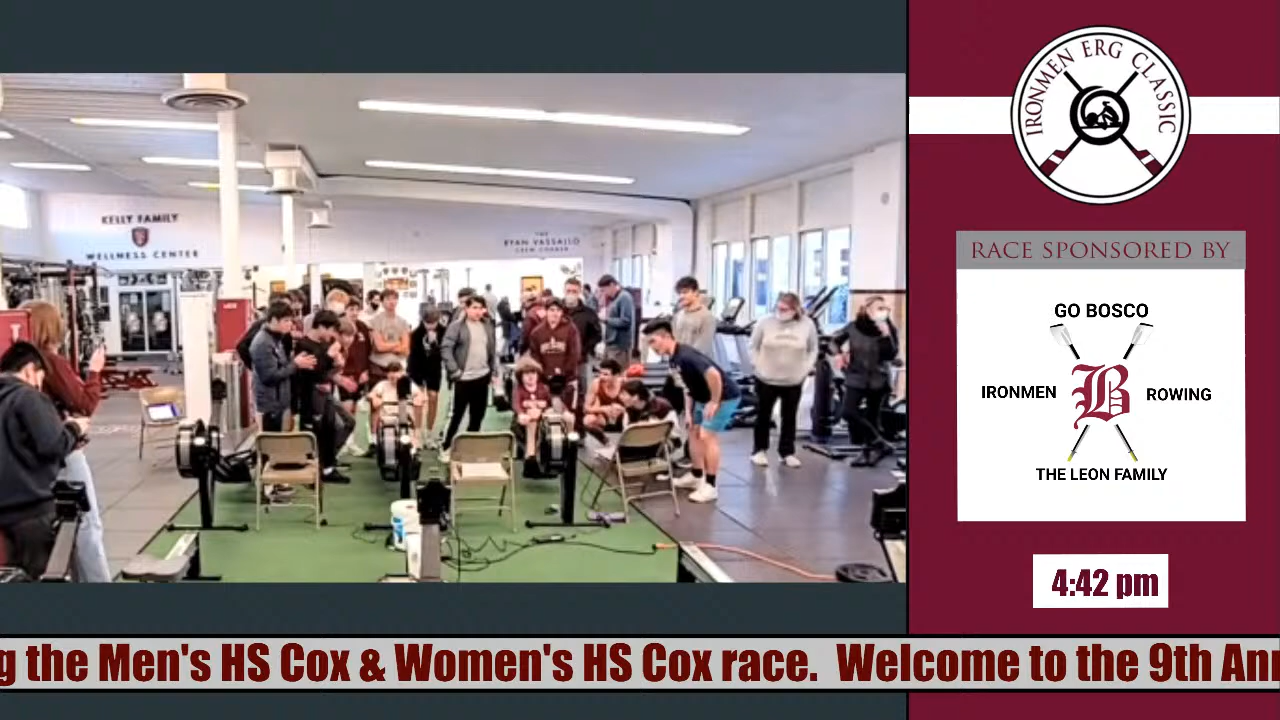 IRONMEN ERG CLASSIC
RACE SPONSORED BY
GO BOSCO
IRONMEN B ROWING
THE LEON FAMILY
4:42 pm
KELLY FAMILY
WELLNESS CENTER
THE
RYAN VASSALLO
CREW CORNER
g the Men's HS Cox & Women's HS Cox race. Welcome to the 9th Ann